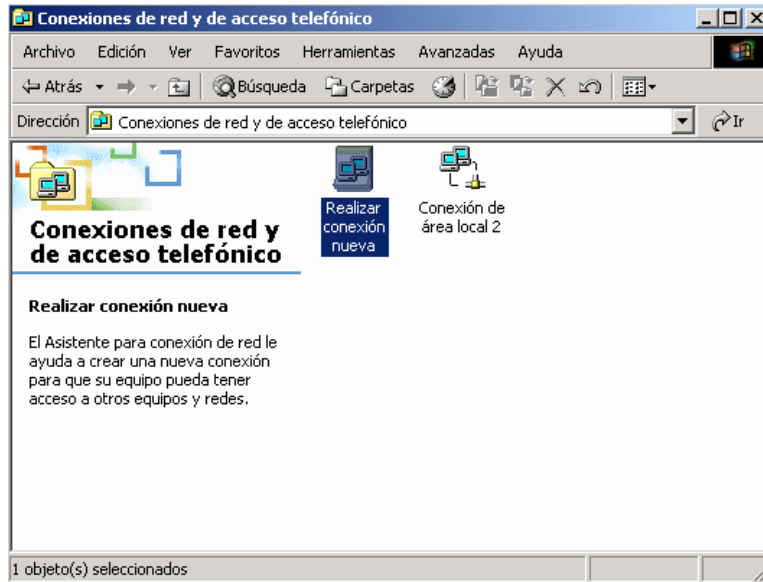 Conexiones de red y de acceso telefónico
Archivo Edición Ver Favoritos Herramientas Avanzadas Ayuda
Atrás Búsqueda Carpetas
Dirección Conexiones de red y de acceso telefónico Ir
Conexiones de red y
de acceso telefónico
Realizar conexión nueva
El Asistente para conexión de red le
ayuda a crear una nueva conexión
para que su equipo pueda tener
acceso a otros equipos y redes.
Realizar
conexión
nueva
Conexión de
área local 2
1 objeto(s) seleccionados